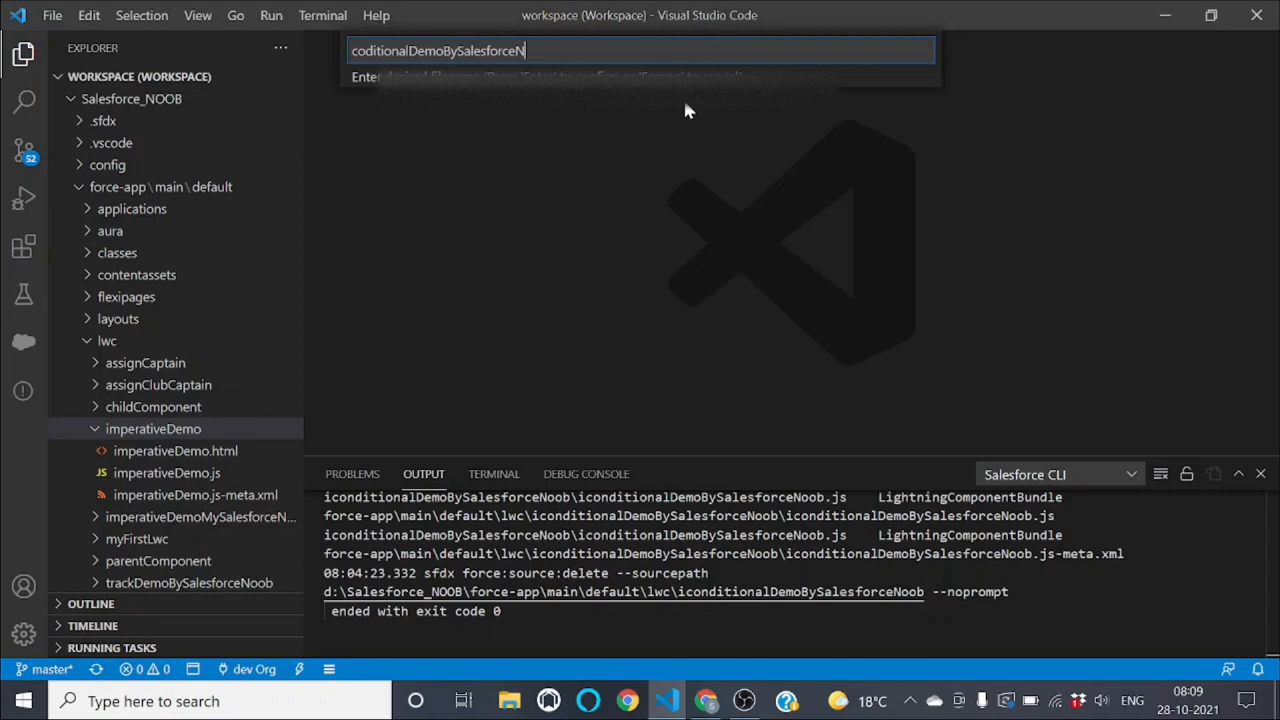 File Edit Selection View Go Run Terminal Help
workspace (Workspace) - Visual Studio Code
coditionalDemoBySalesforceN
Enter
EXPLORER
WORKSPACE (WORKSPACE)
Salesforce_NOOB
.sfdx
.vscode
config
force-app\main\default
applications
aura
classes
contentassets
flexipages
layouts
lwc
assignCaptain
assignClubCaptain
childComponent
imperativeDemo
<> imperativeDemo.html
JS imperativeDemo.js
imperativeDemo.js-meta.xml
imperativeDemoMySalesforceN...
myFirstLwc
parentComponent
trackDemoBySalesforceNoob
OUTLINE
TIMELINE
RUNNING TASKS
52
PROBLEMS OUTPUT TERMINAL DEBUG CONSOLE
Salesforce CLI
iconditionalDemoBySalesforceNoob\iconditionalDemoBySalesforceNoob.js LightningComponentBundle
force-app\main\default\lwc\iconditionalDemoBySalesforceNoob\iconditionalDemoBySalesforceNoob.js
iconditionalDemoBySalesforceNoob\iconditionalDemoBySalesforceNoob.js LightningComponentBundle
force-app\main\default\lwc\iconditionalDemoBySalesforceNoob\iconditionalDemoBySalesforceNoob.js-meta.xml
08:04:23.332 sfdx force:source:delete --sourcepath
d:\Salesforce_NOOB\force-app\main\default\lwc\iconditionalDemoBySalesforceNoob --noprompt
ended with exit code 0
master* 0 0 dev Org
Type here to search
18°C
ENG
08:09
28-10-2021